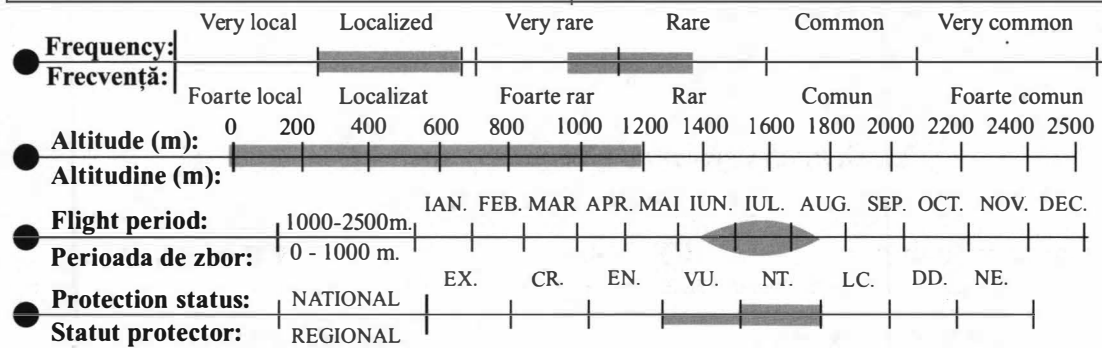 Very local Localized Very rare Rare Common Very common
Frequency:
Frecvență:
Foarte local Localizat Foarte rar Rar Comun Foarte comun
Altitude (m): 0 200 400 600 800 1000 1200 1400 1600 1800 2000 2200 2400 2500
Altitudine (m):
IAN. FEB. MAR APR. MAI IUN. IUL. AUG. SEP. OCT. NOV. DEC.
Flight period: 1000-2500m.
Perioada de zbor: 0 - 1000 m.
EX. CR. EN. VU. NT. LC. DD. NE.
Protection status: NATIONAL
Statut protector: REGIONAL